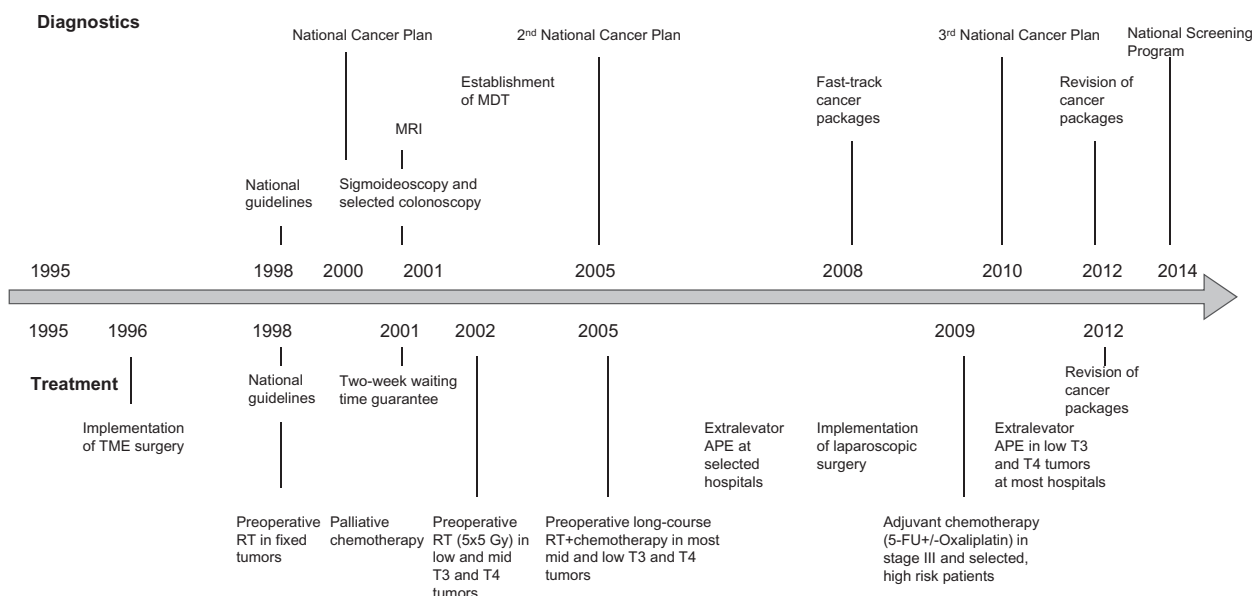 Diagnostics
National Cancer Plan
2nd National Cancer Plan
3rd National Cancer Plan
National Screening
Program
Establishment
of MDT
Fast-track
cancer
packages
Revision of
cancer
packages
MRI
National
guidelines
Sigmoideoscopy and
selected colonoscopy
1995
1998
2000
2001
2005
2008
2010
2012
2014
1995
1996
1998
2001
2002
2005
2009
2012
Treatment
National
guidelines
Two-week waiting
time guarantee
Revision of
cancer
packages
Implementation
of TME surgery
Extralevator
APE at
selected
hospitals
Implementation
of laparoscopic
surgery
Extralevator
APE in low T3
and T4 tumors
at most hospitals
Preoperative
RT in fixed
tumors
Palliative
chemotherapy
Preoperative
RT (5x5 Gy) in
low and mid
T3 and T4
tumors
Preoperative long-course
RT+chemotherapy in most
mid and low T3 and T4
tumors
Adjuvant chemotherapy
(5-FU+/-Oxaliplatin) in
stage III and selected,
high risk patients